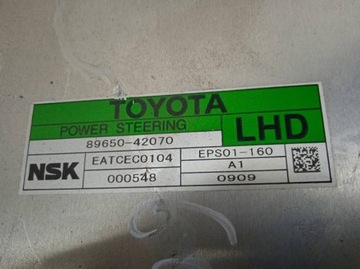 TOYOTA
POWER STEERING
LHD
89650-42070
NSK
EATCEC0104
EPS01-160
000548
A1
0909